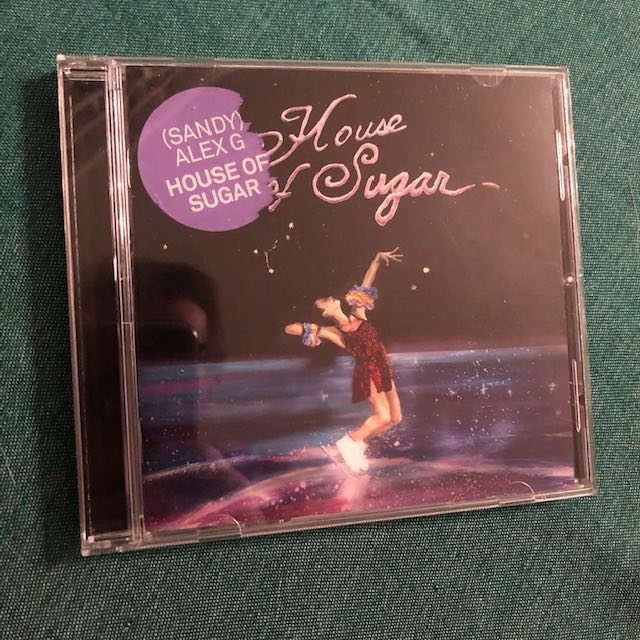 (SANDY)
ALEX G
HOUSE OF
SUGAR
House
of Sugar